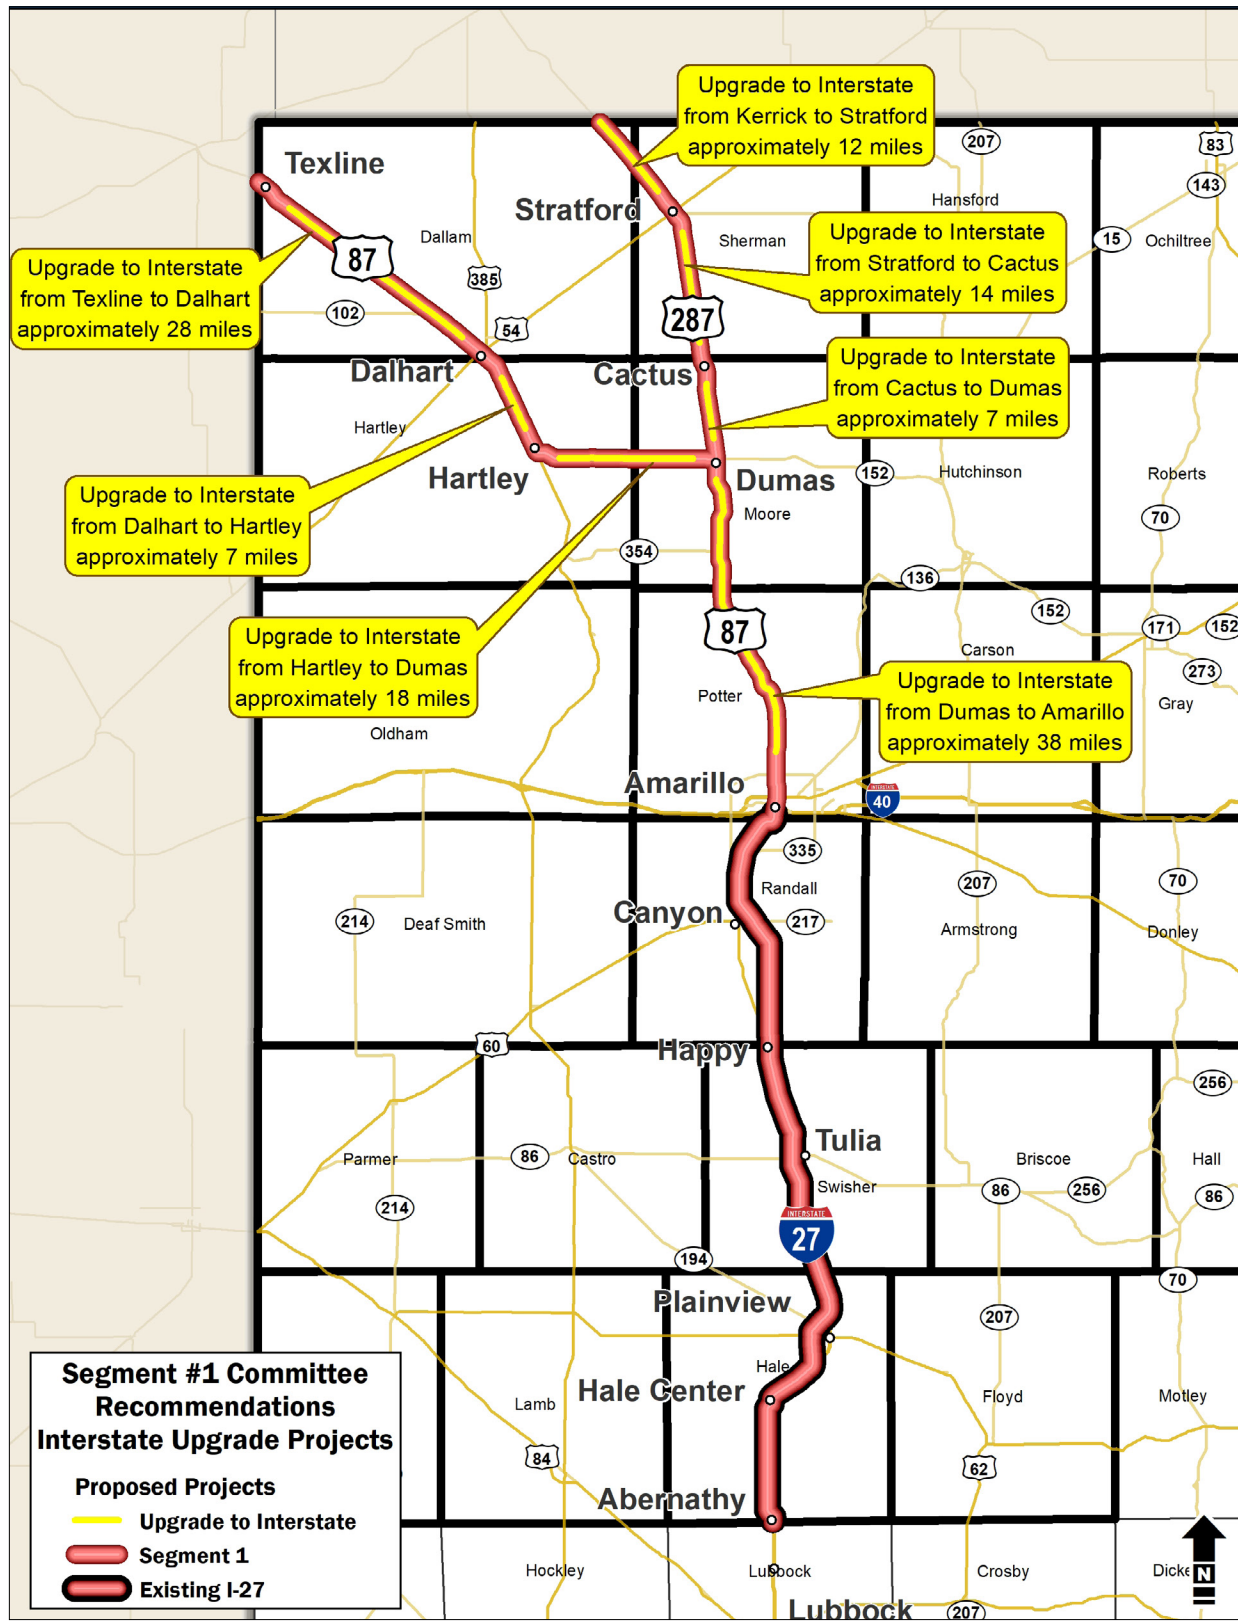 Upgrade to Interstate
from Kerrick to Stratford
approximately 12 miles
207
83
143
Texline
Hansford
Stratford
Dallam
Sherman
Upgrade to Interstate
from Stratford to Cactus
approximately 14 miles
15
Ochiltree
87
Upgrade to Interstate
from Texline to Dalhart
approximately 28 miles
385
102
54
287
Dalhart
Cactus
Upgrade to Interstate
from Cactus to Dumas
approximately 7 miles
Hartley
Hartley
Dumas
152
Hutchinson
Roberts
Upgrade to Interstate
from Dalhart to Hartley
approximately 7 miles
Moore
70
354
136
152
171
152
Upgrade to Interstate
from Hartley to Dumas
approximately 18 miles
87
Carson
273
Potter
Upgrade to Interstate
from Dumas to Amarillo
approximately 38 miles
Gray
Oldham
Amarillo
INTERSTATE
40
335
Randall
207
70
Canyon
214
Deaf Smith
217
Armstrong
Donley
60
Happy
256
Tulia
Parmer
86
Castro
Briscoe
Hall
Swisher
86
256
86
214
INTERSTATE
27
194
70
Plainview
207
Hale
Hale Center
Lamb
Floyd
Motley
84
62
Abernathy
Hockley
Lubbock
Crosby
Dicke
N
Lubbock
207
Segment #1 Committee
Recommendations
Interstate Upgrade Projects
Proposed Projects
Upgrade to Interstate
Segment 1
Existing I-27